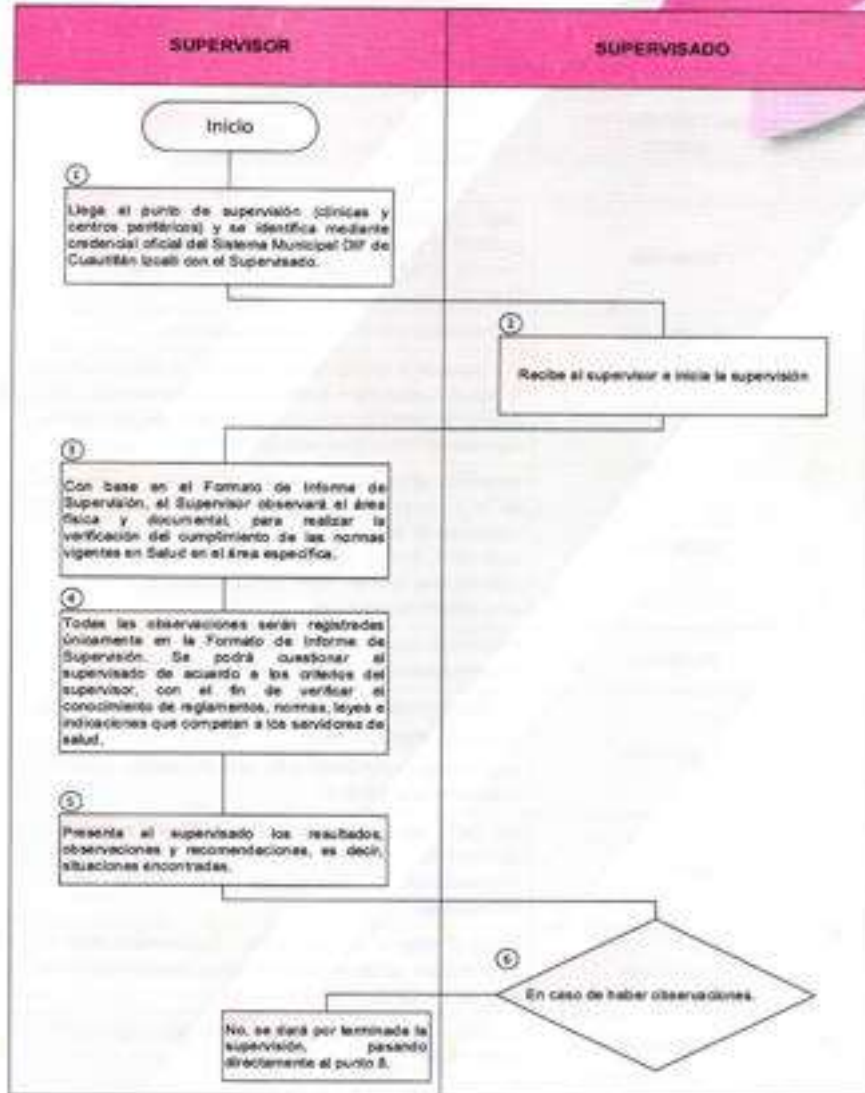 SUPERVISOR
SUPERVISADO
Inicio
1
Llega al punto de supervisión (clínicas y
centros periféricos) y se identifica mediante
credencial oficial del Sistema Municipal DIF de
Cuautitlán Izcalli con el Supervisado.
2
Recibe al supervisor e inicia la supervisión
3
Con base en el Formato de Informe de
Supervisión, el Supervisor observará el área
física y documental, para realizar la
verificación del cumplimiento de las normas
vigentes en Salud en el área específica.
4
Todas las observaciones serán registradas
únicamente en la Formato de Informe de
Supervisión. Se podrá cuestionar al
supervisado de acuerdo a los criterios del
supervisor, con el fin de verificar el
conocimiento de reglamentos, normas, leyes e
indicaciones que competan a los servidores de
salud.
5
Presenta al supervisado los resultados,
observaciones y recomendaciones, es decir,
situaciones encontradas.
6
En caso de haber observaciones.
No, se dará por terminada la
supervisión, pasando
directamente al punto 8.